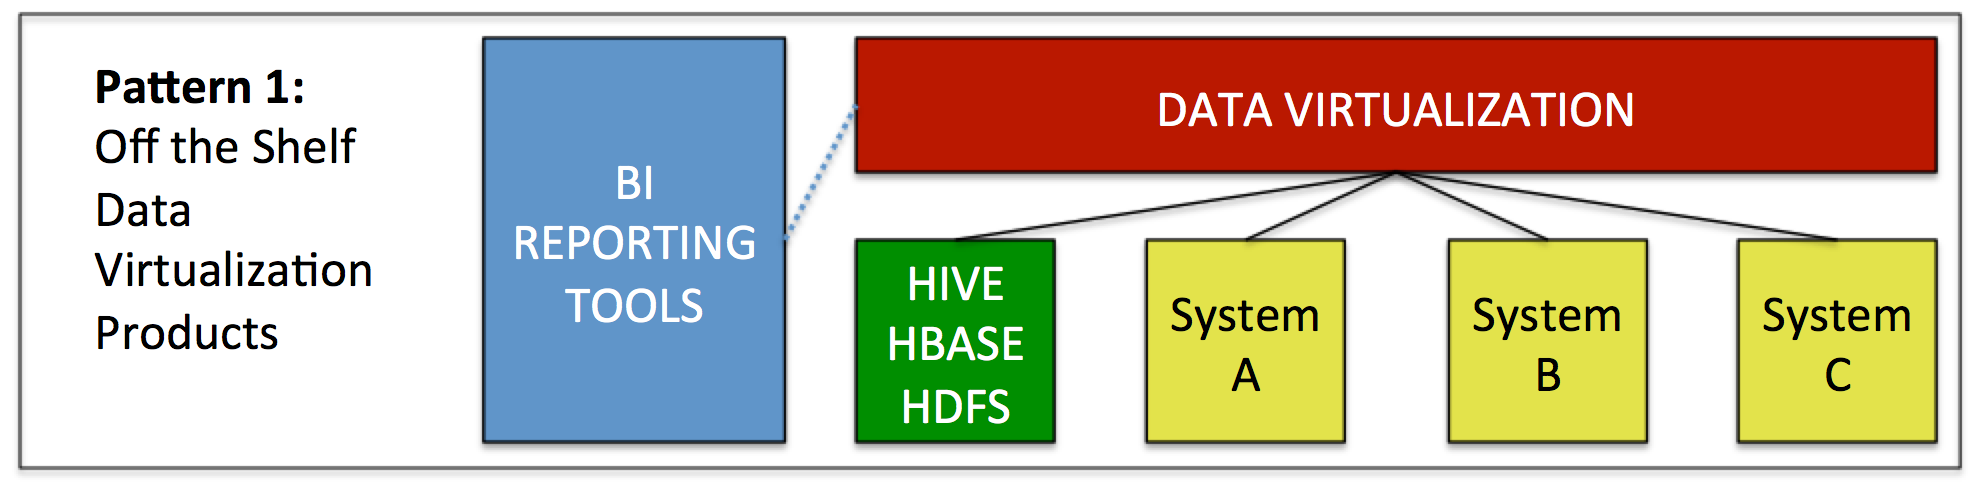 Pattern 1:
Off the Shelf
Data
Virtualization
Products
BI
REPORTING
TOOLS
DATA VIRTUALIZATION
HIVE
HBASE
HDFS
System
A
System
B
System
C